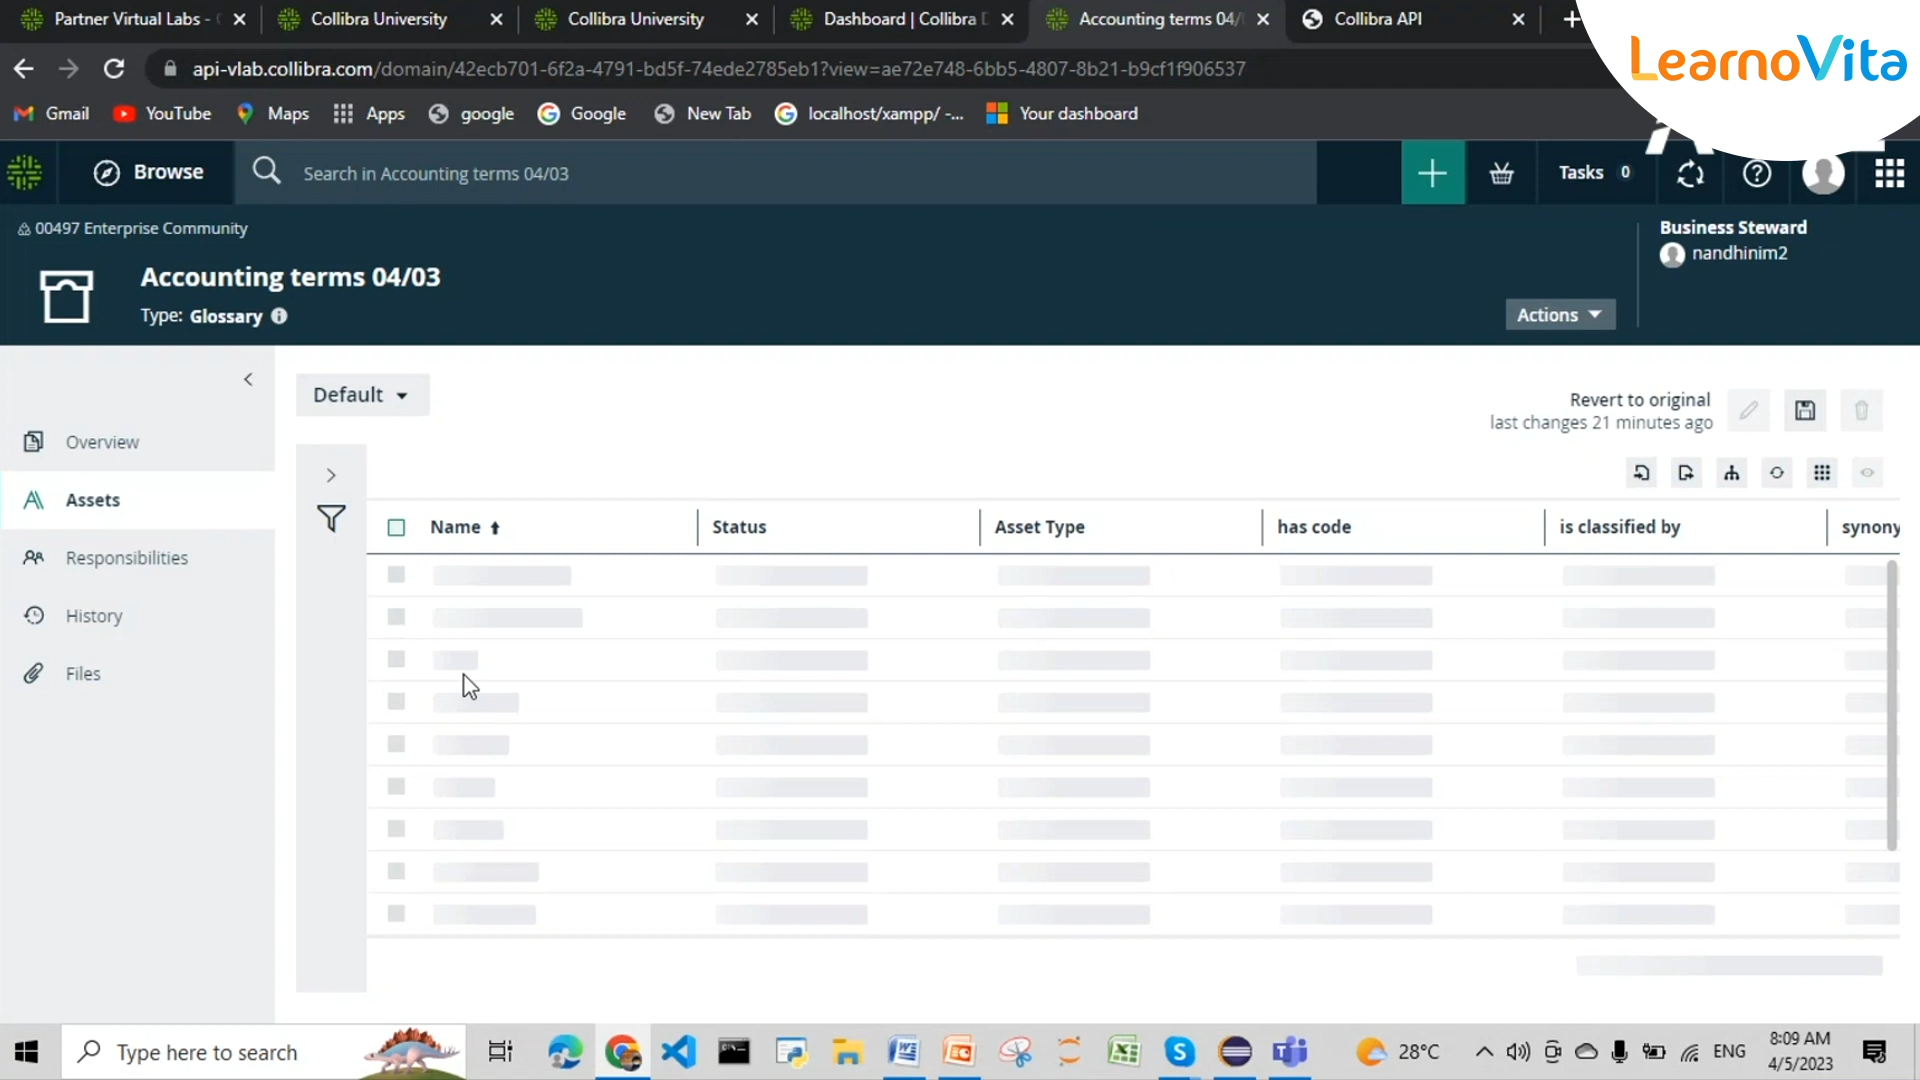 Partner Virtual Labs -
Collibra University
Collibra University
Dashboard | Collibra
Accounting terms 04/
Collibra API
LearnoVita
api-vlab.collibra.com/domain/42ecb701-6f2a-4791-bd5f-74ede2785eb1?view=ae72e748-6bb5-4807-8b21-b9cf1f906537
Gmail
YouTube
Maps
Apps
google
Google
New Tab
localhost/xampp/ -...
Your dashboard
Browse
Search in Accounting terms 04/03
Tasks 0
00497 Enterprise Community
Business Steward
nandhinim2
Accounting terms 04/03
Type: Glossary
Actions
Default
Revert to original
last changes 21 minutes ago
Overview
Assets
Responsibilities
History
Files
Name
Status
Asset Type
has code
is classified by
synony
Type here to search
28°C
ENG
8:09 AM
4/5/2023